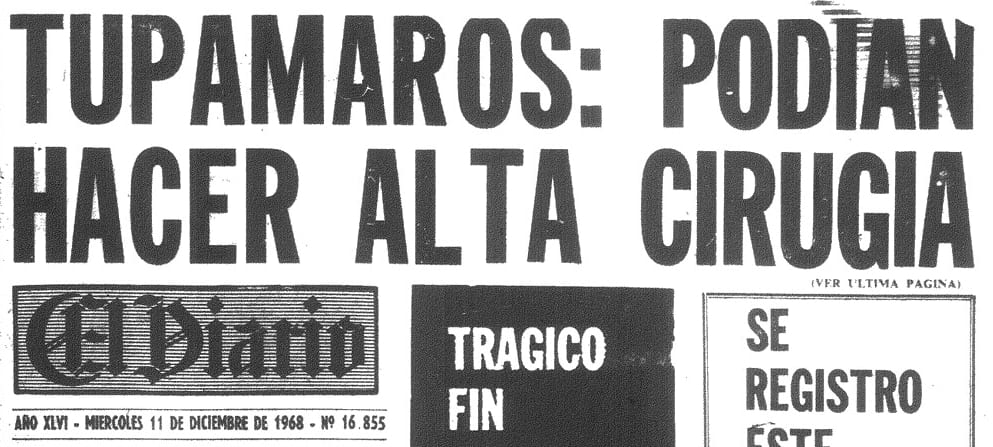 TUPAMAROS: PODIAN
HACER ALTA CIRUGIA
(VER ULTIMA PAGINA)
El Diario
AÑO XLVI - MIERCOLES 11 DE DICIEMBRE DE 1968 - Nº 16.855
TRAGICO
FIN
SE
REGISTRO
ESTE